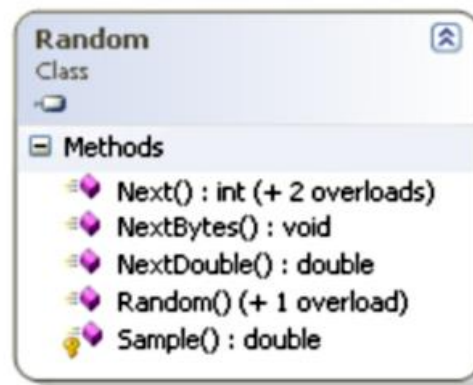 Random
Class
Methods
Next() : int (+ 2 overloads)
NextBytes() : void
NextDouble() : double
Random() (+ 1 overload)
Sample() : double